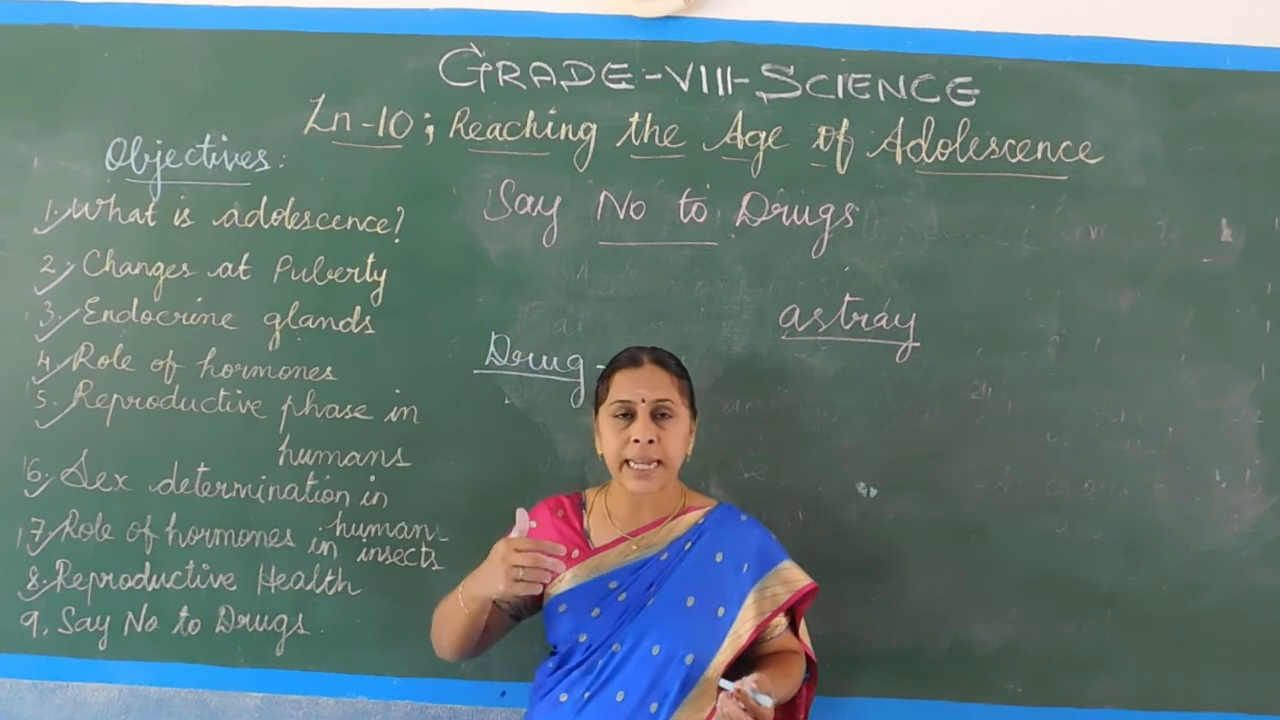 GRADE-VIII-SCIENCE
Ln-10; Reaching the Age of Adolescence
Objectives:
1. What is adolescence?
2. Changes at Puberty
3. Endocrine glands
4. Role of hormones
5. Reproductive phase in
humans
6. Sex determination in
human
7. Role of hormones in insects
8. Reproductive Health
9. Say No to Drugs.
Say No to Drugs
astray
Drug -